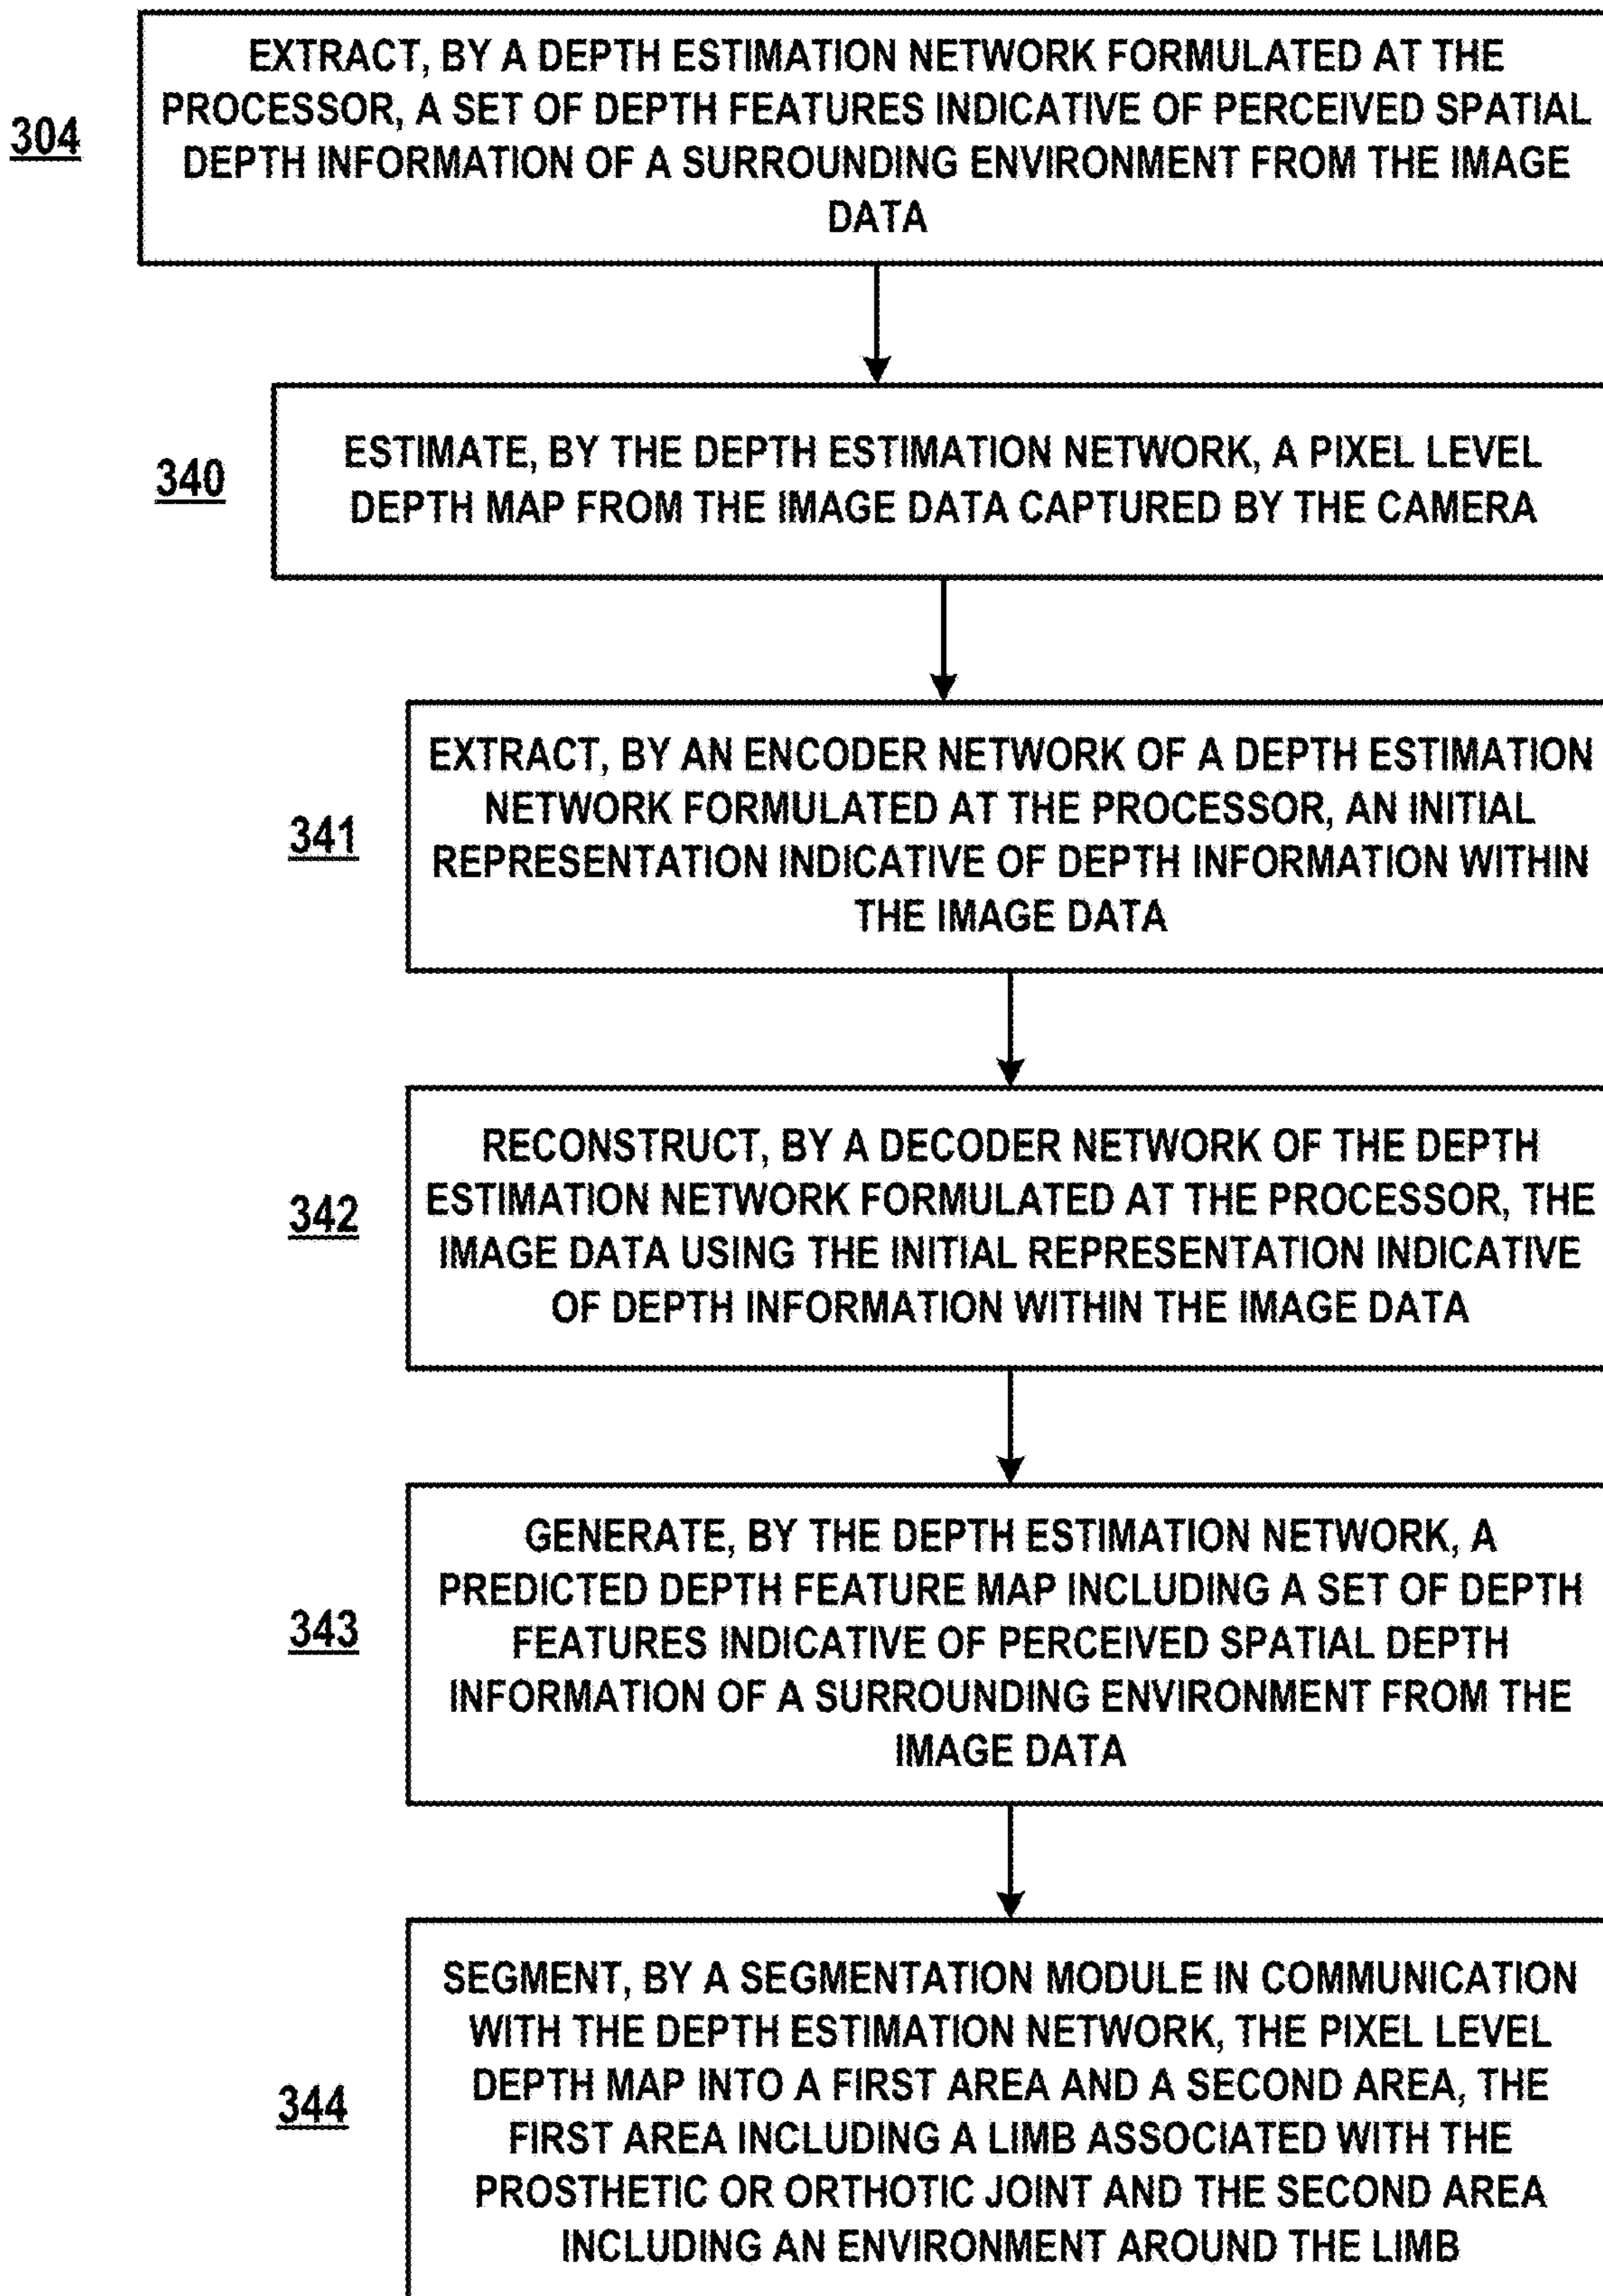 EXTRACT, BY A DEPTH ESTIMATION NETWORK FORMULATED AT THE
PROCESSOR, A SET OF DEPTH FEATURES INDICATIVE OF PERCEIVED SPATIAL
304
DEPTH INFORMATION OF A SURROUNDING ENVIRONMENT FROM THE IMAGE
DATA
ESTIMATE, BY THE DEPTH ESTIMATION NETWORK, A PIXEL LEVEL
340
DEPTH MAP FROM THE IMAGE DATA CAPTURED BY THE CAMERA
EXTRACT, BY AN ENCODER NETWORK OF A DEPTH ESTIMATION
NETWORK FORMULATED AT THE PROCESSOR, AN INITIAL
341
REPRESENTATION INDICATIVE OF DEPTH INFORMATION WITHIN
THE IMAGE DATA
RECONSTRUCT, BY A DECODER NETWORK OF THE DEPTH
ESTIMATION NETWORK FORMULATED AT THE PROCESSOR, THE
342
IMAGE DATA USING THE INITIAL REPRESENTATION INDICATIVE
OF DEPTH INFORMATION WITHIN THE IMAGE DATA
GENERATE, BY THE DEPTH ESTIMATION NETWORK, A
PREDICTED DEPTH FEATURE MAP INCLUDING A SET OF DEPTH
343
FEATURES INDICATIVE OF PERCEIVED SPATIAL DEPTH
INFORMATION OF A SURROUNDING ENVIRONMENT FROM THE
IMAGE DATA
SEGMENT, BY A SEGMENTATION MODULE IN COMMUNICATION
WITH THE DEPTH ESTIMATION NETWORK, THE PIXEL LEVEL
DEPTH MAP INTO A FIRST AREA AND A SECOND AREA, THE
344
FIRST AREA INCLUDING A LIMB ASSOCIATED WITH THE
PROSTHETIC OR ORTHOTIC JOINT AND THE SECOND AREA
INCLUDING AN ENVIRONMENT AROUND THE LIMB